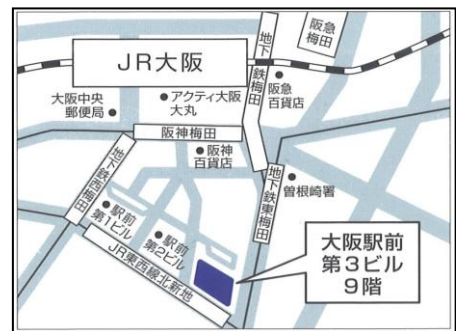 阪急
梅田
地下鉄梅田
JR大阪
阪急
百貨店
大阪中央
郵便局
アクティ大阪
大丸
阪神梅田
阪神
百貨店
地下鉄西梅田
地下鉄東梅田
曽根崎署
駅前
第1ビル
駅前
第2ビル
JR東西線北新地
大阪駅前
第3ビル
9階